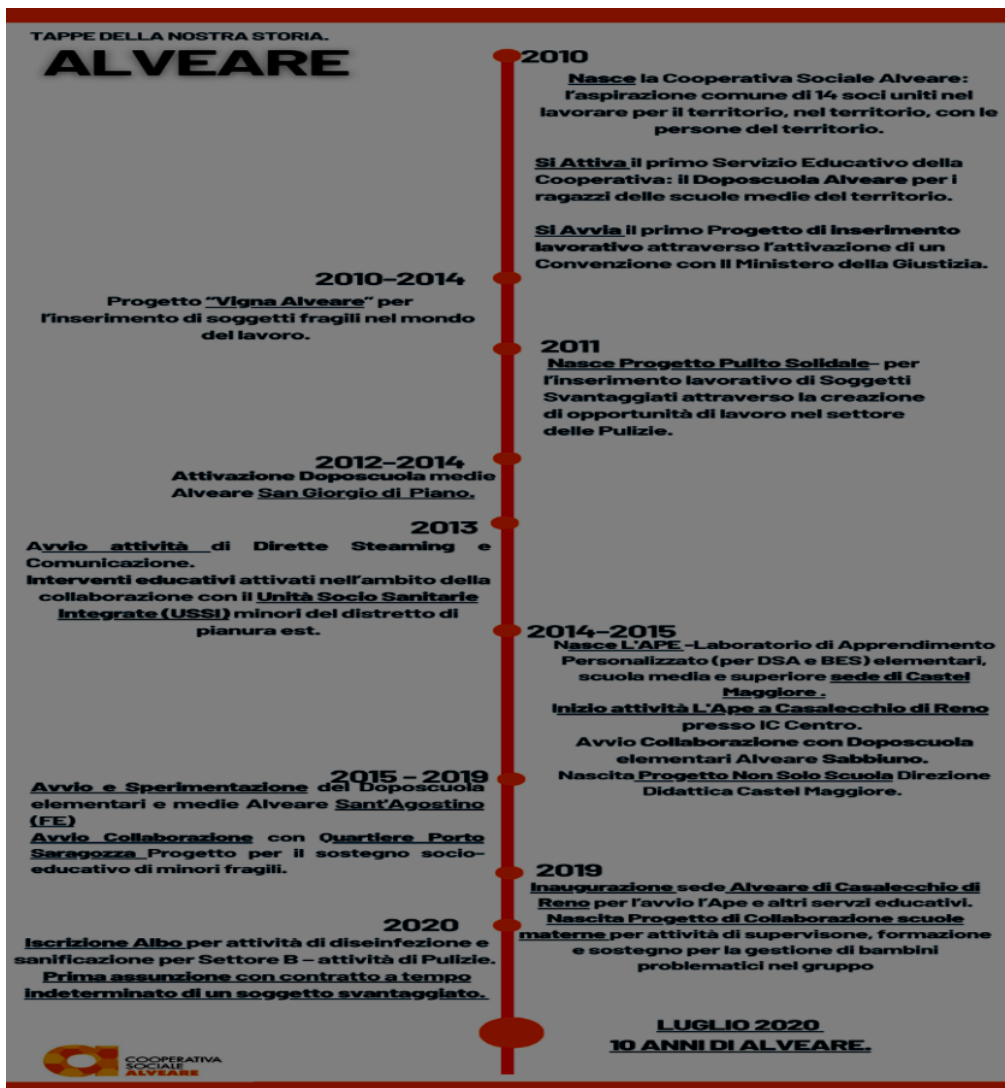 TAPPE DELLA NOSTRA STORIA.
ALVEARE
2010
Nasce la Cooperativa Sociale Alveare:
l'aspirazione comune di 14 soci uniti nel
lavorare per il territorio, nel territorio, con le
persone del territorio.
Si Attiva il primo Servizio Educativo della
Cooperativa: il Doposcuola Alveare per i
ragazzi delle scuole medie del territorio.
Si Avvia il primo Progetto di inserimento
lavorativo attraverso l'attivazione di un
Convenzione con Il Ministero della Giustizia.
2010-2014
Progetto "Vigna Alveare" per
l'inserimento di soggetti fragili nel mondo
del lavoro.
2011
Nasce Progetto Pulito Solidale- per
l'inserimento lavorativo di Soggetti
Svantaggiati attraverso la creazione
di opportunità di lavoro nel settore
delle Pulizie.
2012-2014
Attivazione Doposcuola medie
Alveare San Giorgio di Piano.
2013
Avvio attività di Dirette Steaming e
Comunicazione.
Interventi educativi attivati nell'ambito della
collaborazione con il Unità Socio Sanitarie
Integrate (USSI) minori del distretto di
pianura est.
2014-2015
Nasce L'APE -Laboratorio di Apprendimento
Personalizzato (per DSA e BES) elementari,
scuola media e superiore sede di Castel
Maggiore .
Inizio attività L'Ape a Casalecchio di Reno
presso IC Centro.
Avvio Collaborazione con Doposcuola
elementari Alveare Sabbiuno.
Nascita Progetto Non Solo Scuola Direzione
Didattica Castel Maggiore.
2015 - 2019
Avvio e Sperimentazione del Doposcuola
elementari e medie Alveare Sant'Agostino
(FE)
Avvio Collaborazione con Quartiere Porto
Saragozza Progetto per il sostegno socio-
educativo di minori fragili.
2019
Inaugurazione sede Alveare di Casalecchio di
Reno per l'avvio l'Ape e altri servzi educativi.
Nascita Progetto di Collaborazione scuole
materne per attività di supervisone, formazione
e sostegno per la gestione di bambini
problematici nel gruppo
2020
Iscrizione Albo per attività di diseinfezione e
sanificazione per Settore B – attività di Pulizie.
Prima assunzione con contratto a tempo
indeterminato di un soggetto svantaggiato.
LUGLIO 2020
10 ANNI DI ALVEARE.
COOPERATIVA
SOCIALE
ALVEARE